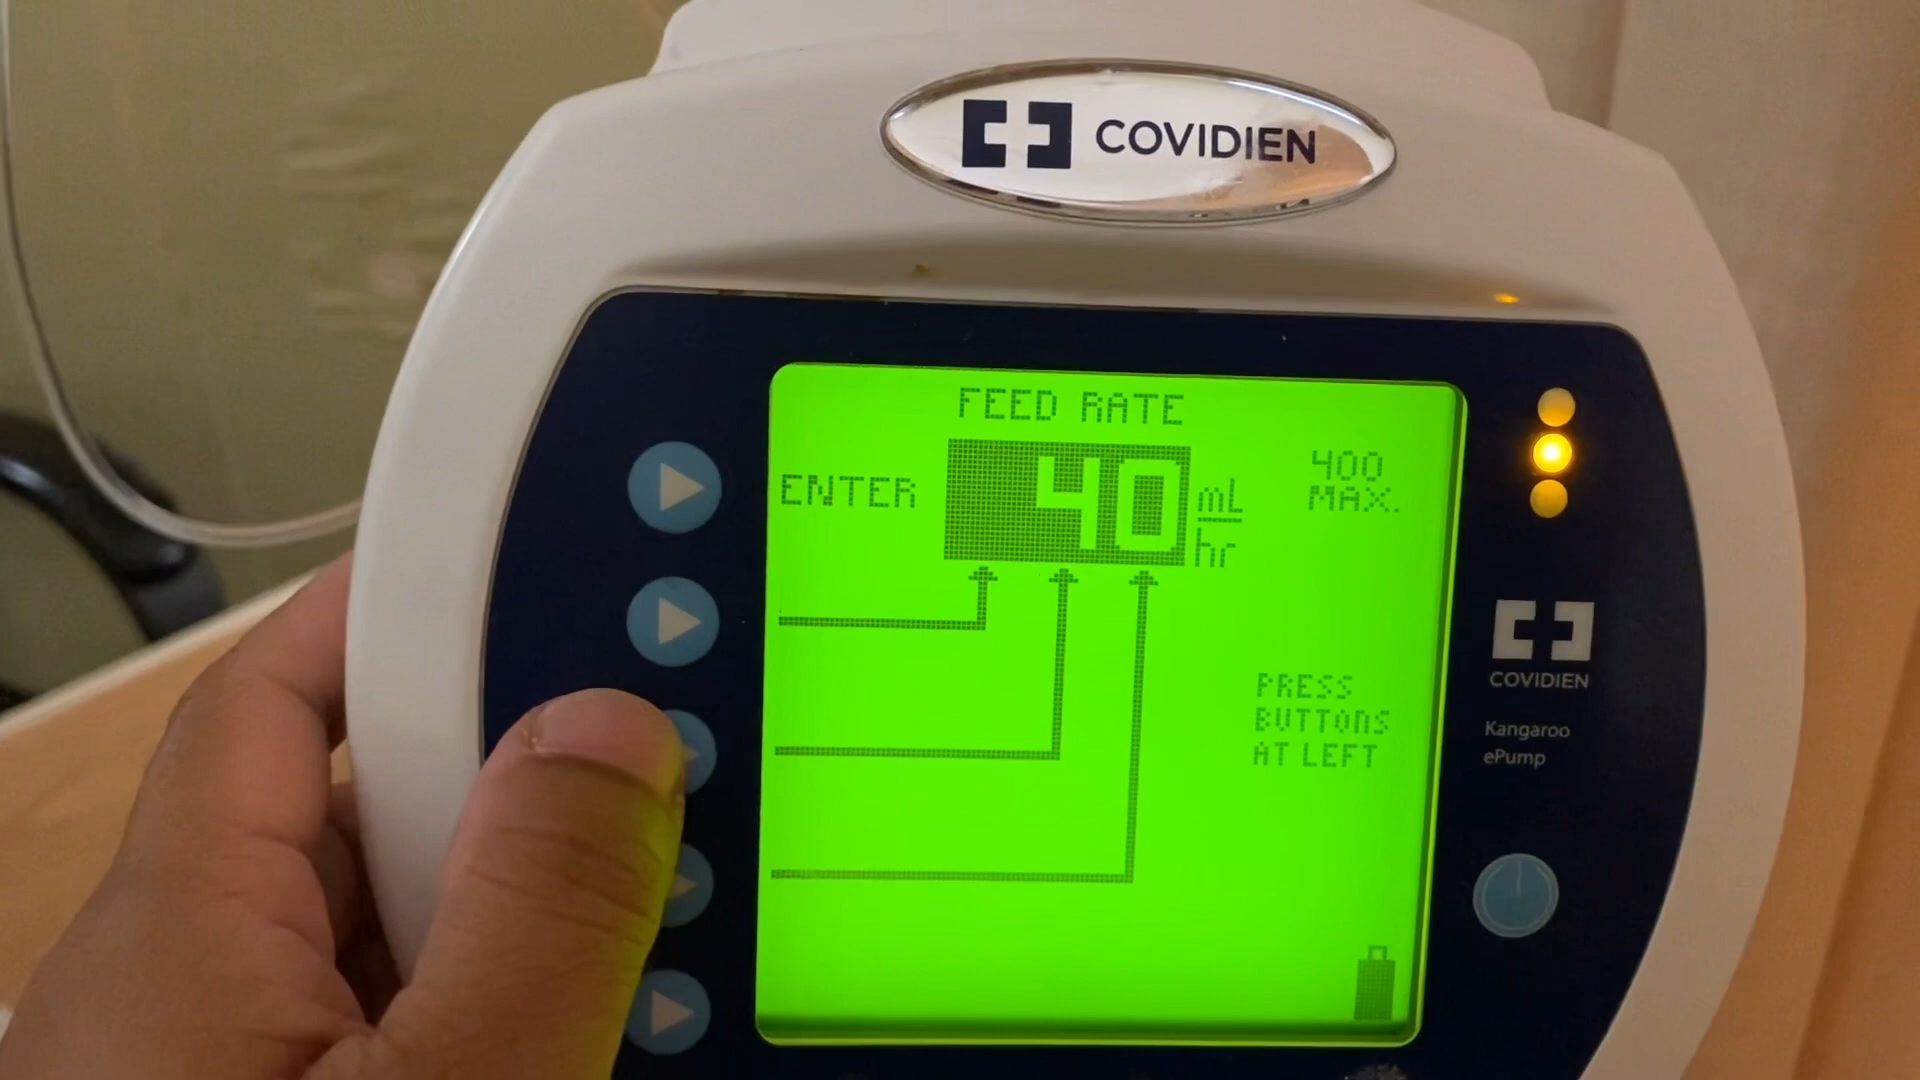 COVIDIEN
FEED RATE
ENTER 40 mL
hr
400
MAX.
PRESS
BUTTONS
AT LEFT
COVIDIEN
Kangaroo
ePump